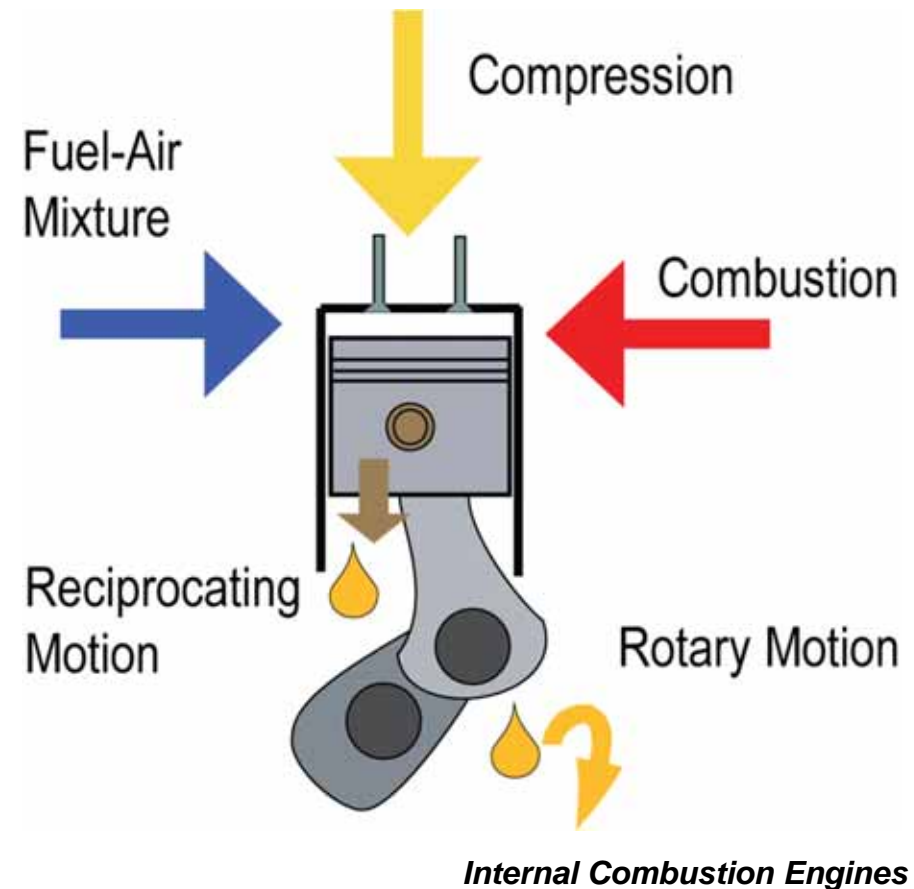 Compression
Fuel-Air
Mixture
Combustion
Reciprocating
Motion
Rotary Motion
Internal Combustion Engines